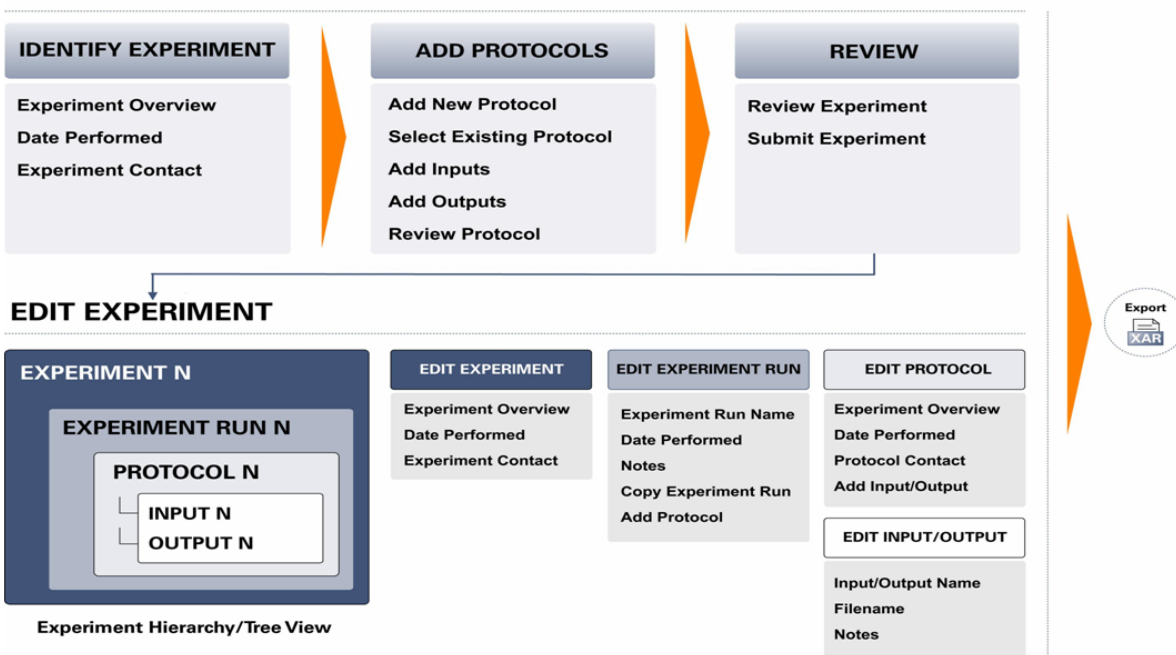 IDENTIFY EXPERIMENT
Experiment Overview
Date Performed
Experiment Contact
ADD PROTOCOLS
Add New Protocol
Select Existing Protocol
Add Inputs
Add Outputs
Review Protocol
REVIEW
Review Experiment
Submit Experiment
Export
XAR
EDIT EXPERIMENT
EXPERIMENT N
EXPERIMENT RUN N
PROTOCOL N
INPUT N
OUTPUT N
Experiment Hierarchy/Tree View
EDIT EXPERIMENT
Experiment Overview
Date Performed
Experiment Contact
EDIT EXPERIMENT RUN
Experiment Run Name
Date Performed
Notes
Copy Experiment Run
Add Protocol
EDIT PROTOCOL
Experiment Overview
Date Performed
Protocol Contact
Add Input/Output
EDIT INPUT/OUTPUT
Input/Output Name
Filename
Notes